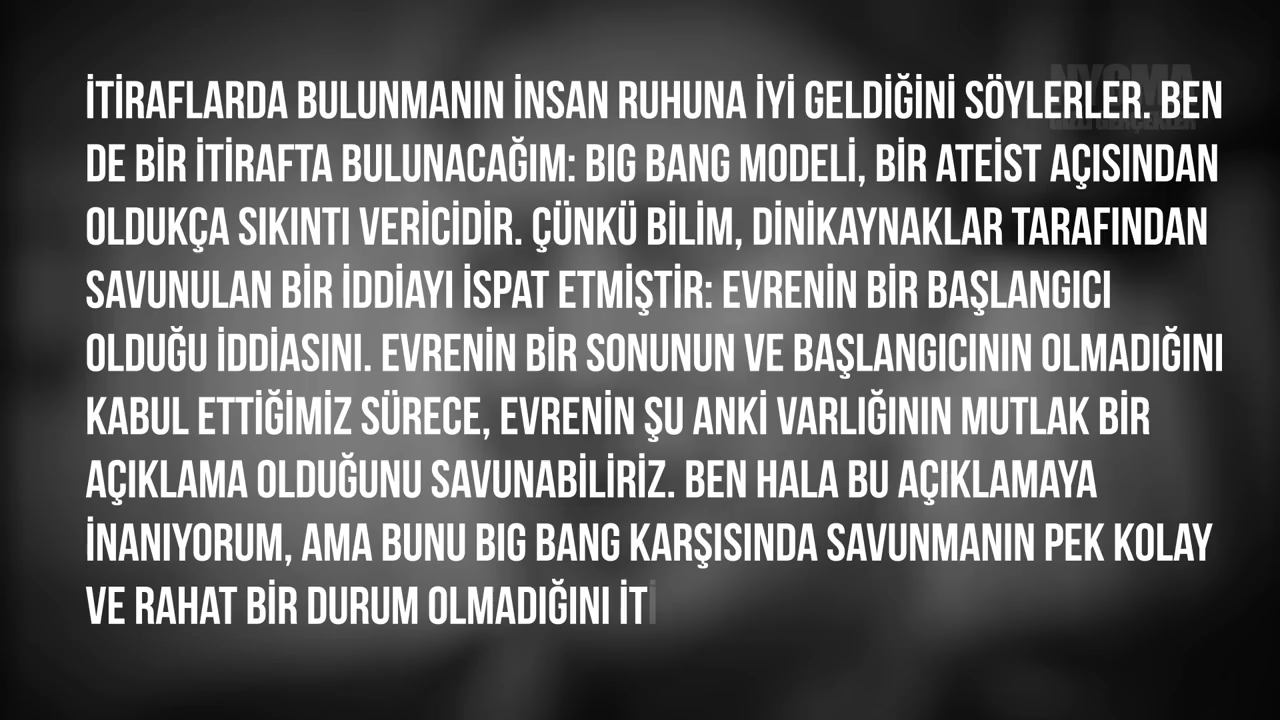 İTİRAFLARDA BULUNMANIN İNSAN RUHUNA İYİ GELDİĞİNİ SÖYLERLER. BEN
DE BİR İTİRAFTA BULUNACAĞIM: BIG BANG MODELİ, BİR ATEİST AÇISINDAN
OLDUKÇA SIKINTI VERİCİDİR. ÇÜNKÜ BİLİM, DİNİKAYNAKLAR TARAFINDAN
SAVUNULAN BİR İDDİAYI İSPAT ETMİŞTİR: EVRENİN BİR BAŞLANGICI
OLDUĞU İDDİASINI. EVRENİN BİR SONUNUN VE BAŞLANGICININ OLMADIĞINI
KABUL ETTİĞİMİZ SÜRECE, EVRENİN ŞU ANKİ VARLIĞININ MUTLAK BİR
AÇIKLAMA OLDUĞUNU SAVUNABİLİRİZ. BEN HALA BU AÇIKLAMAYA
İNANIYORUM, AMA BUNU BIG BANG KARŞISINDA SAVUNMANIN PEK KOLAY
VE RAHAT BİR DURUM OLMADIĞINI İTİ